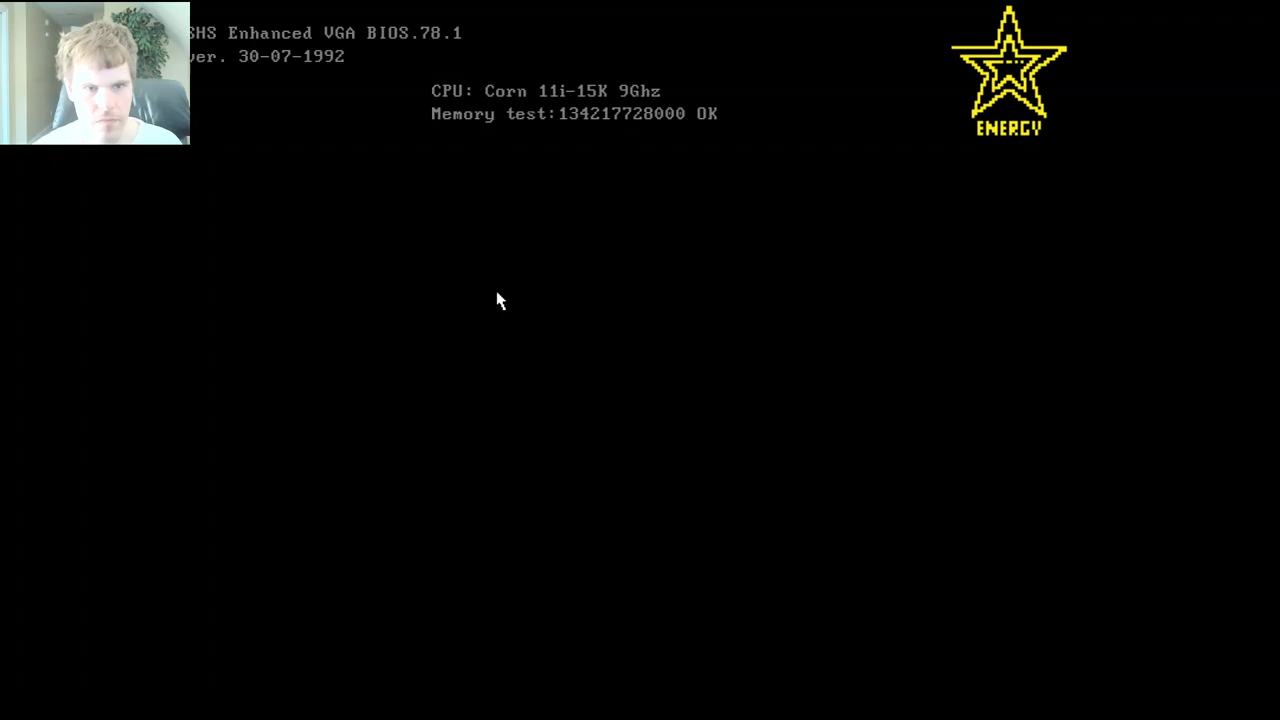 SHS Enhanced VGA BIOS.78.1
ver. 30-07-1992
CPU: Corn 11i-15K 9Ghz
Memory test:134217728000 OK
ENERGY